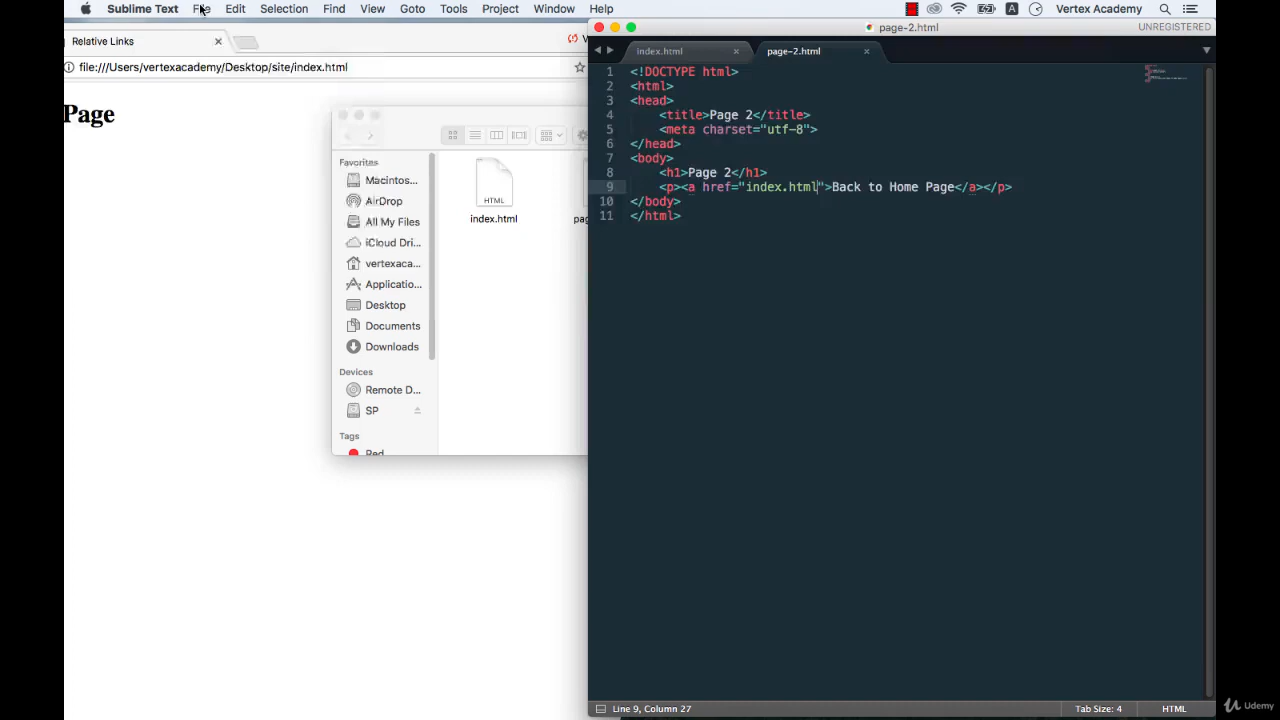 Sublime Text File Edit Selection Find View Goto Tools Project Window Help A Vertex Academy
Relative Links
file:///Users/vertexacademy/Desktop/site/index.html
Page
Favorites
Macintos...
AirDrop
All My Files
iCloud Dri...
vertexaca...
Applicatio...
Desktop
Documents
Downloads
Devices
Remote D...
SP
Tags
Red
HTML
index.html
page-2.html
UNREGISTERED
index.html
page-2.html
1 <!DOCTYPE html>
2 <html>
3 <head>
4 <title>Page 2</title>
5 <meta charset="utf-8">
6 </head>
7 <body>
8 <h1>Page 2</h1>
9 <p><a href="index.html">Back to Home Page</a></p>
10 </body>
11 </html>
Line 9, Column 27
Tab Size: 4
HTML
Udemy